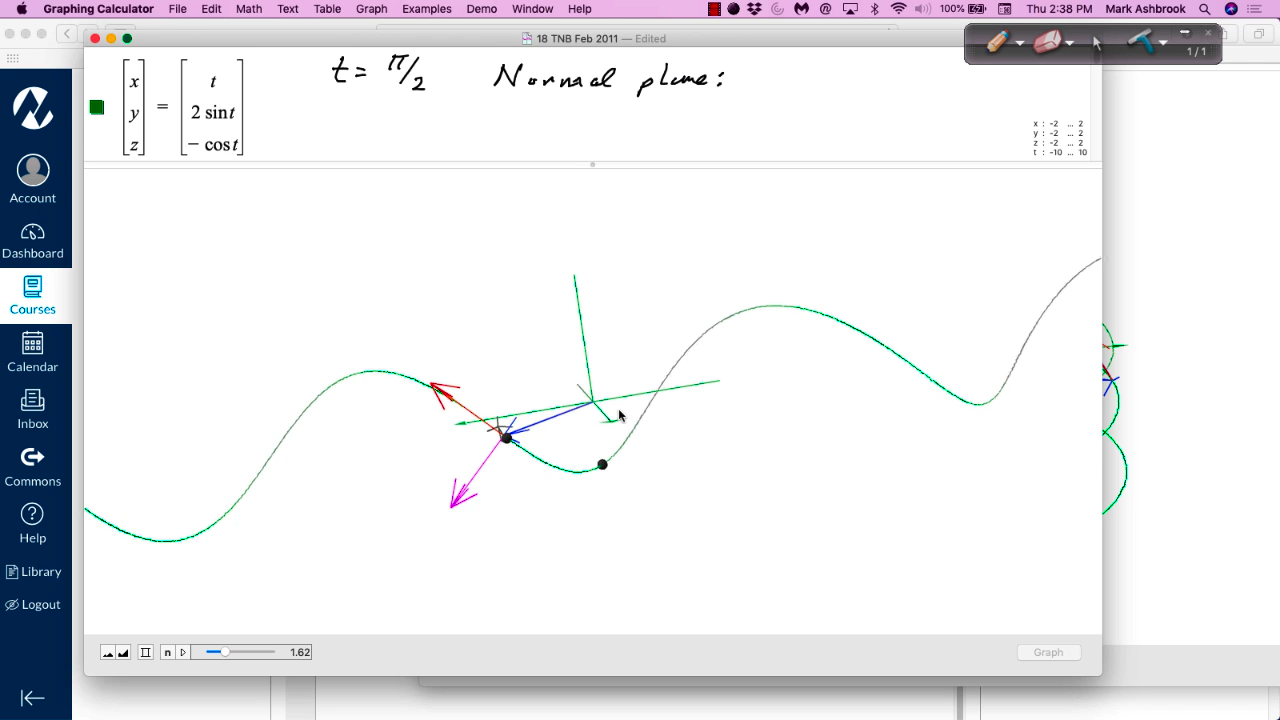 Graphing Calculator File Edit Math Text Table Graph Examples Demo Window Help 100% Thu 2:38 PM Mark Ashbrook
18 TNB Feb 2011 — Edited
1 / 1
x t
y = 2 sin t
z − cos t
t = π/2 Normal plane:
x : -2 ... 2
y : -2 ... 2
z : -2 ... 2
t : -10 ... 10
Account
Dashboard
Courses
Calendar
Inbox
Commons
Help
Library
Logout
n 1.62
Graph